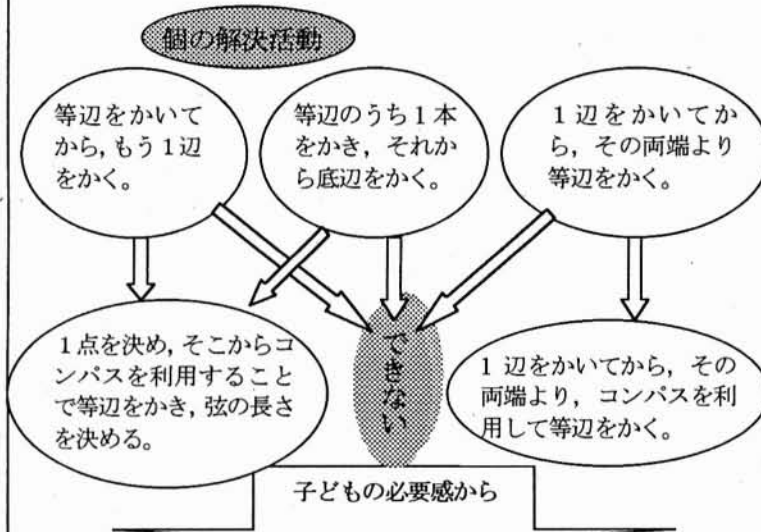 個の解決活動
等辺をかいて
から,もう1辺
をかく。
等辺のうち1本
をかき,それか
ら底辺をかく。
1辺をかいてか
ら,その両端より
等辺をかく。
1点を決め,そこからコ
ンパスを利用すること
で等辺をかき,弦の長さ
を決める。
できない
1辺をかいてから,その
両端より,コンパスを利
用して等辺をかく。
子どもの必要感から